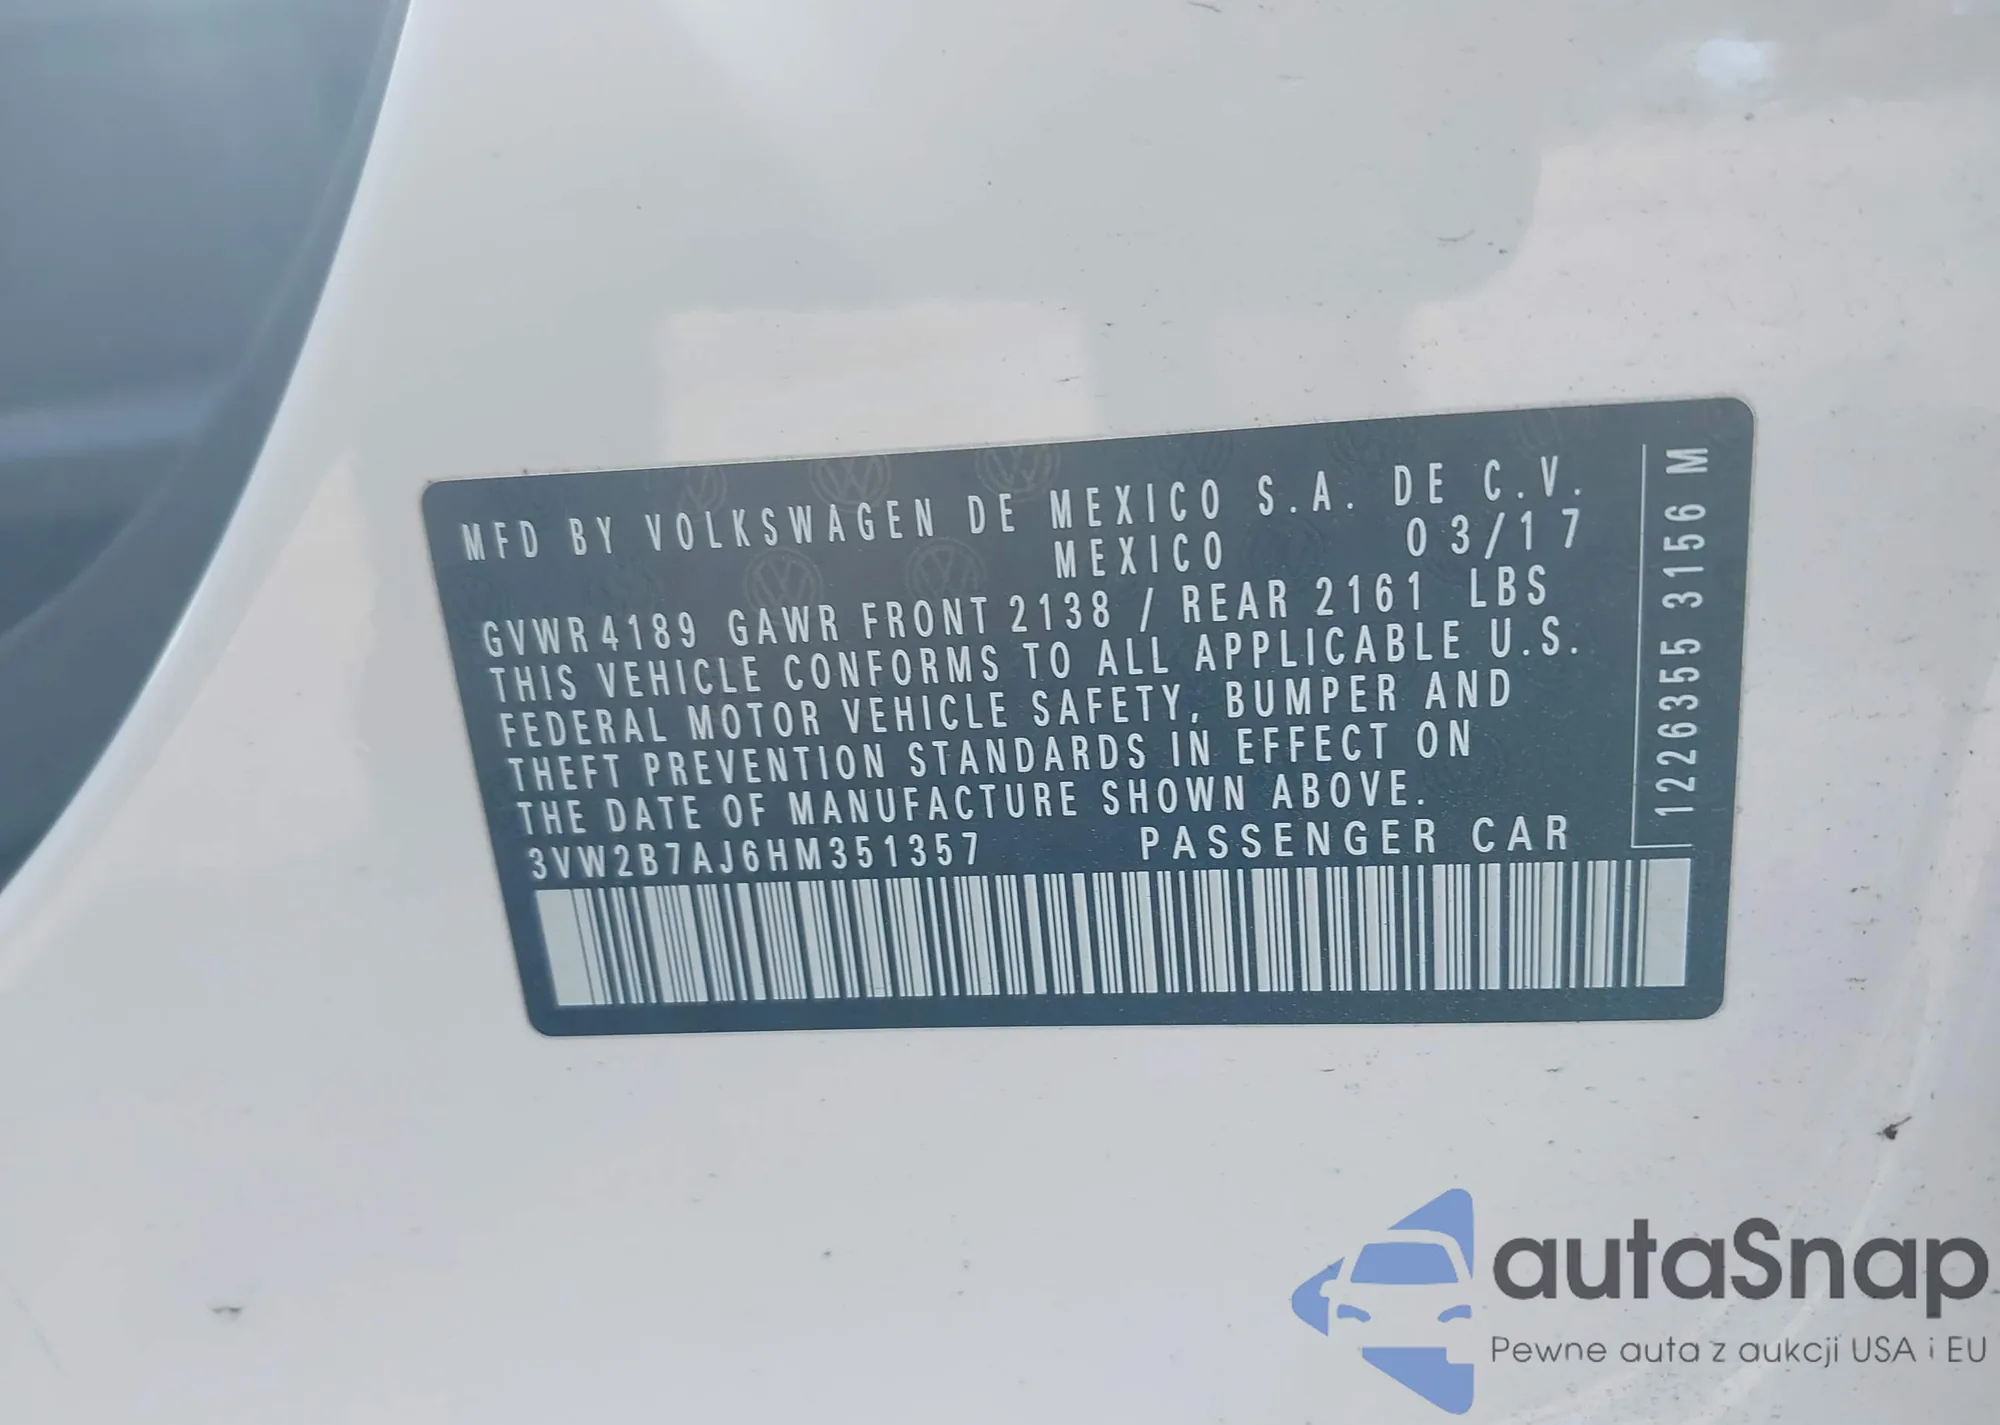 MFD BY VOLKSWAGEN DE MEXICO S.A. DE C.V.
MEXICO 03/17
GVWR 4189 GAWR FRONT 2138 / REAR 2161 LBS
THIS VEHICLE CONFORMS TO ALL APPLICABLE U.S.
FEDERAL MOTOR VEHICLE SAFETY, BUMPER AND
THEFT PREVENTION STANDARDS IN EFFECT ON
THE DATE OF MANUFACTURE SHOWN ABOVE.
3VW2B7AJ6HM351357 PASSENGER CAR
1226355 3156 M
autaSnap
Pewne auta z aukcji USA i EU